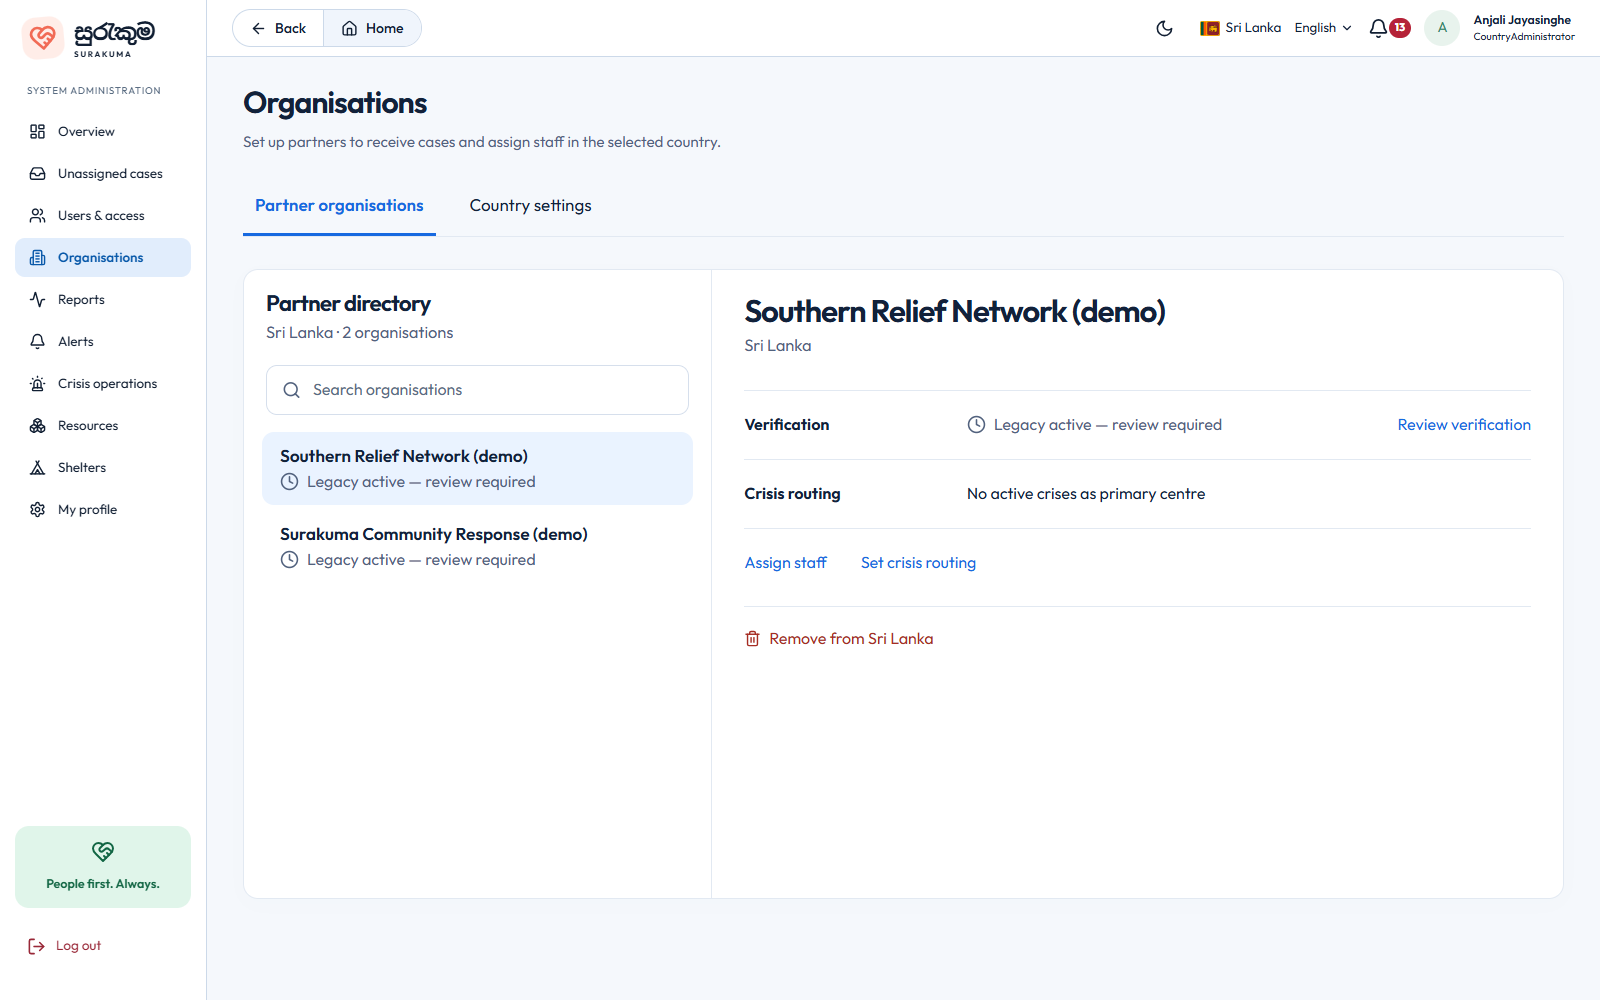 සුරැකුම
SURAKUMA
SYSTEM ADMINISTRATION
Overview
Unassigned cases
Users & access
Organisations
Reports
Alerts
Crisis operations
Resources
Shelters
My profile
People first. Always.
Log out
Back
Home
Sri Lanka
English
13
A
Anjali Jayasinghe
CountryAdministrator
Organisations
Set up partners to receive cases and assign staff in the selected country.
Partner organisations
Country settings
Partner directory
Sri Lanka · 2 organisations
Search organisations
Southern Relief Network (demo)
Legacy active — review required
Surakuma Community Response (demo)
Legacy active — review required
Southern Relief Network (demo)
Sri Lanka
Verification
Legacy active — review required
Review verification
Crisis routing
No active crises as primary centre
Assign staff
Set crisis routing
Remove from Sri Lanka